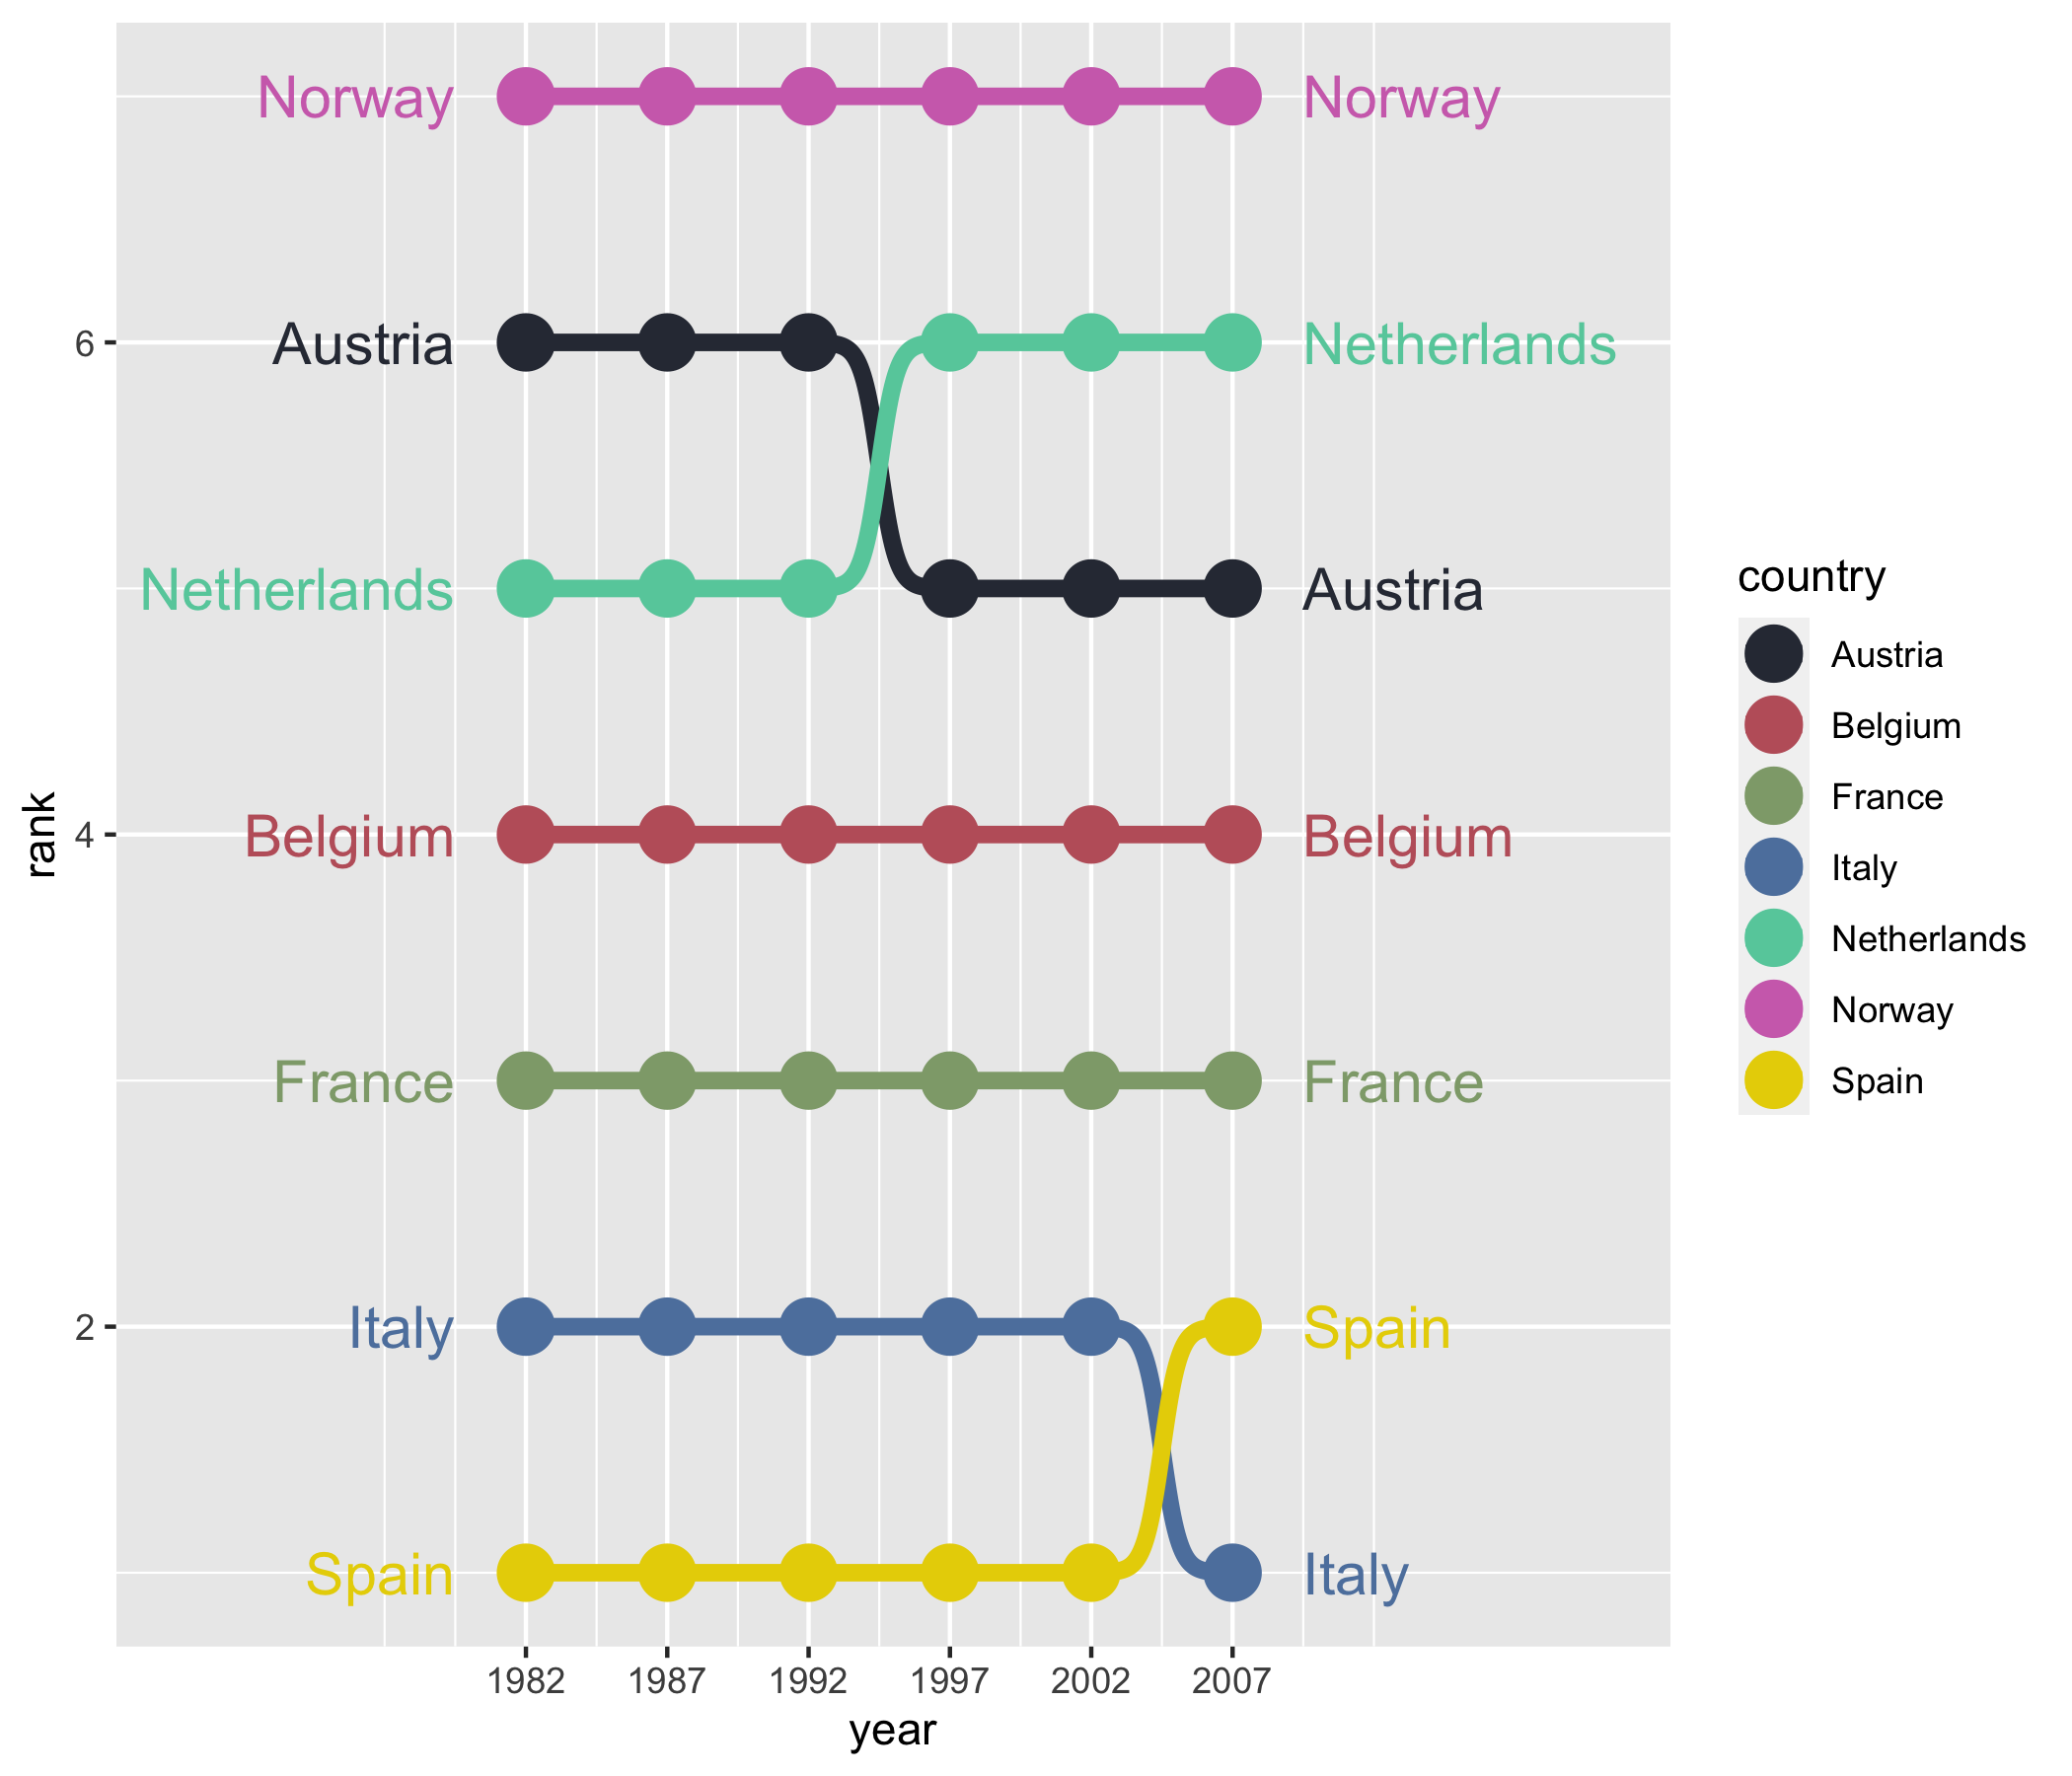 Norway
Norway
6
Austria
Netherlands
Netherlands
Austria
4
Belgium
Belgium
France
France
2
Italy
Spain
Spain
Italy
rank
1982 1987 1992 1997 2002 2007
year
country
Austria
Belgium
France
Italy
Netherlands
Norway
Spain